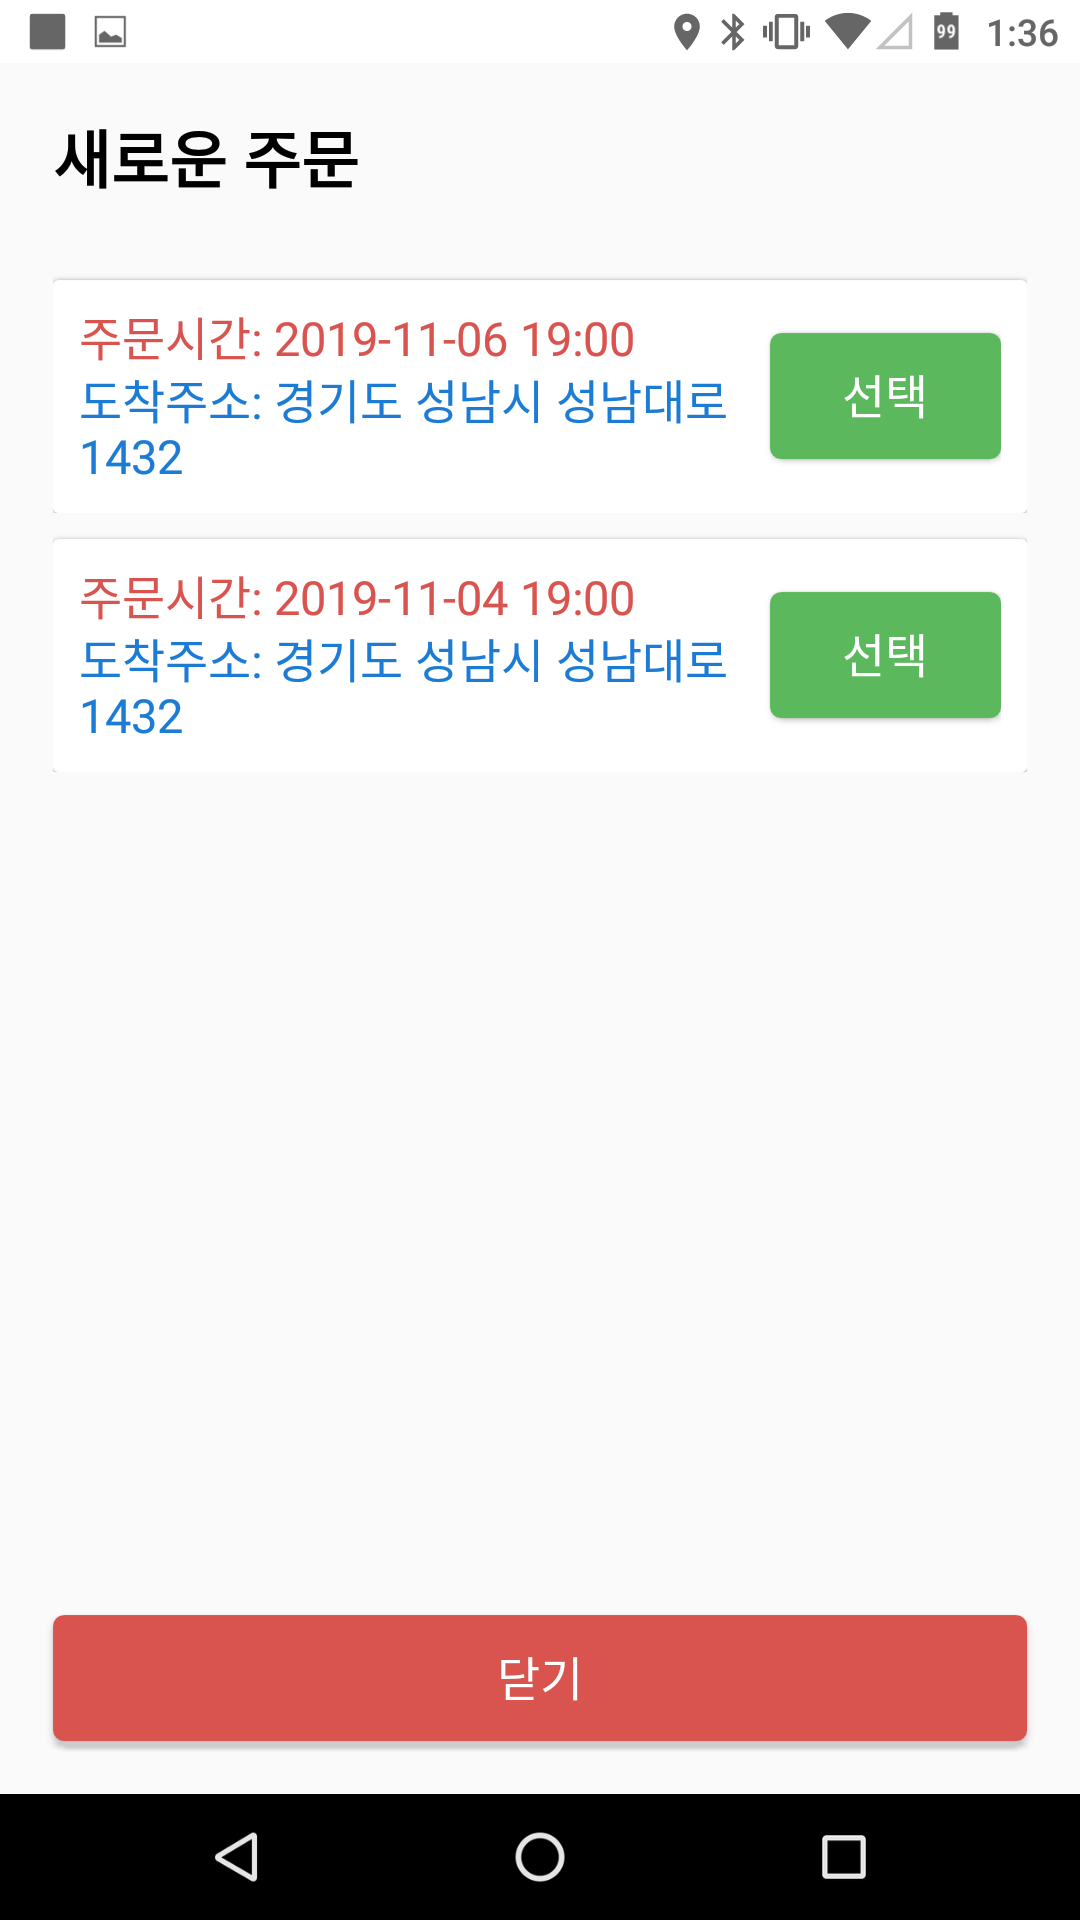 99 1:36
새로운 주문
주문시간: 2019-11-06 19:00
도착주소: 경기도 성남시 성남대로
1432
선택
주문시간: 2019-11-04 19:00
도착주소: 경기도 성남시 성남대로
1432
선택
닫기